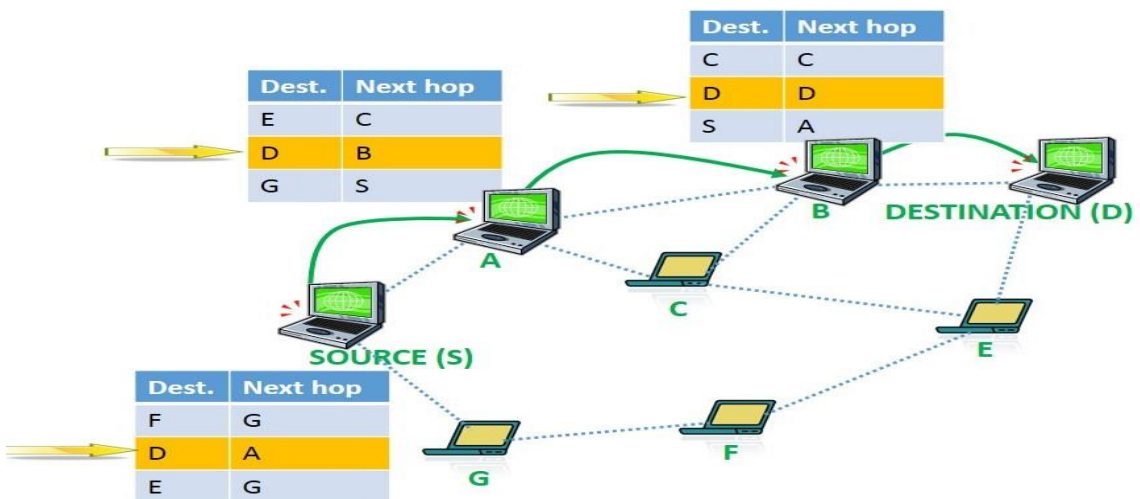 Dest. Next hop
C C
D D
S A
Dest. Next hop
E C
D B
G S
B
DESTINATION (D)
A
C
E
SOURCE (S)
Dest. Next hop
F G
D A
E G
G
F